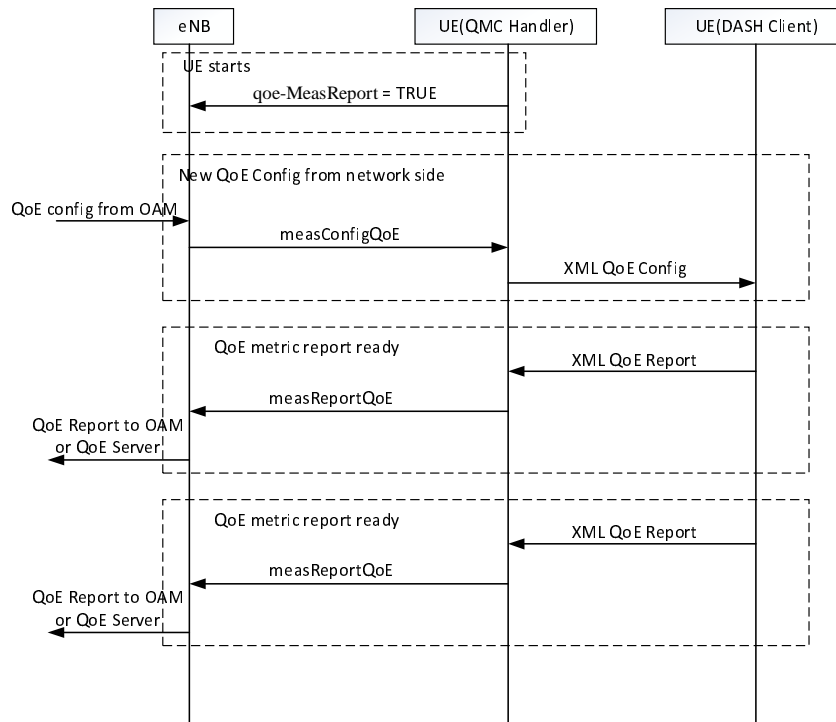 eNB
UE(QMC Handler)
UE(DASH Client)
UE starts
qoe-MeasReport = TRUE
New QoE Config from network side
QoE config from OAM
measConfigQoE
XML QoE Config
QoE metric report ready
XML QoE Report
measReportQoE
QoE Report to OAM
or QoE Server
QoE metric report ready
XML QoE Report
measReportQoE
QoE Report to OAM
or QoE Server